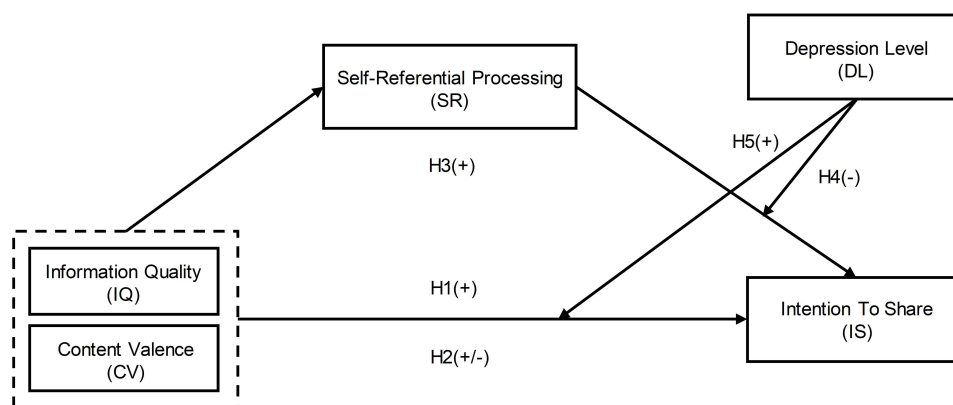 Depression Level
(DL)
Self-Referential Processing
(SR)
H5(+)
H4(-)
H3(+)
Information Quality
(IQ)
H1(+)
Intention To Share
(IS)
Content Valence
(CV)
H2(+/-)